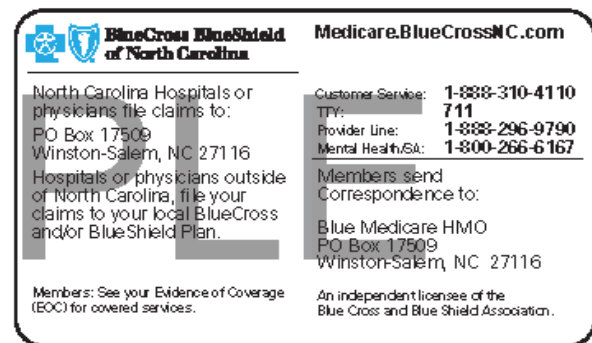 BlueCross BlueShield
of North Carolina
North Carolina Hospitals or
physicians file claims to:
PO Box 17509
Winston-Salem, NC 27116
Hospitals or physicians outside
of North Carolina, file your
claims to your local BlueCross
and/or BlueShield Plan.
Members: See your Evidence of Coverage
(EOC) for covered services.
Medicare.BlueCrossNC.com
Customer Service: 1-888-310-4110
TTY: 711
Provider Line: 1-888-296-9790
Mental Health/SA: 1-800-266-6167
Members send
Correspondence to:
Blue Medicare HMO
PO Box 17509
Winston-Salem, NC 27116
An independent licensee of the
Blue Cross and Blue Shield Association.
PLE